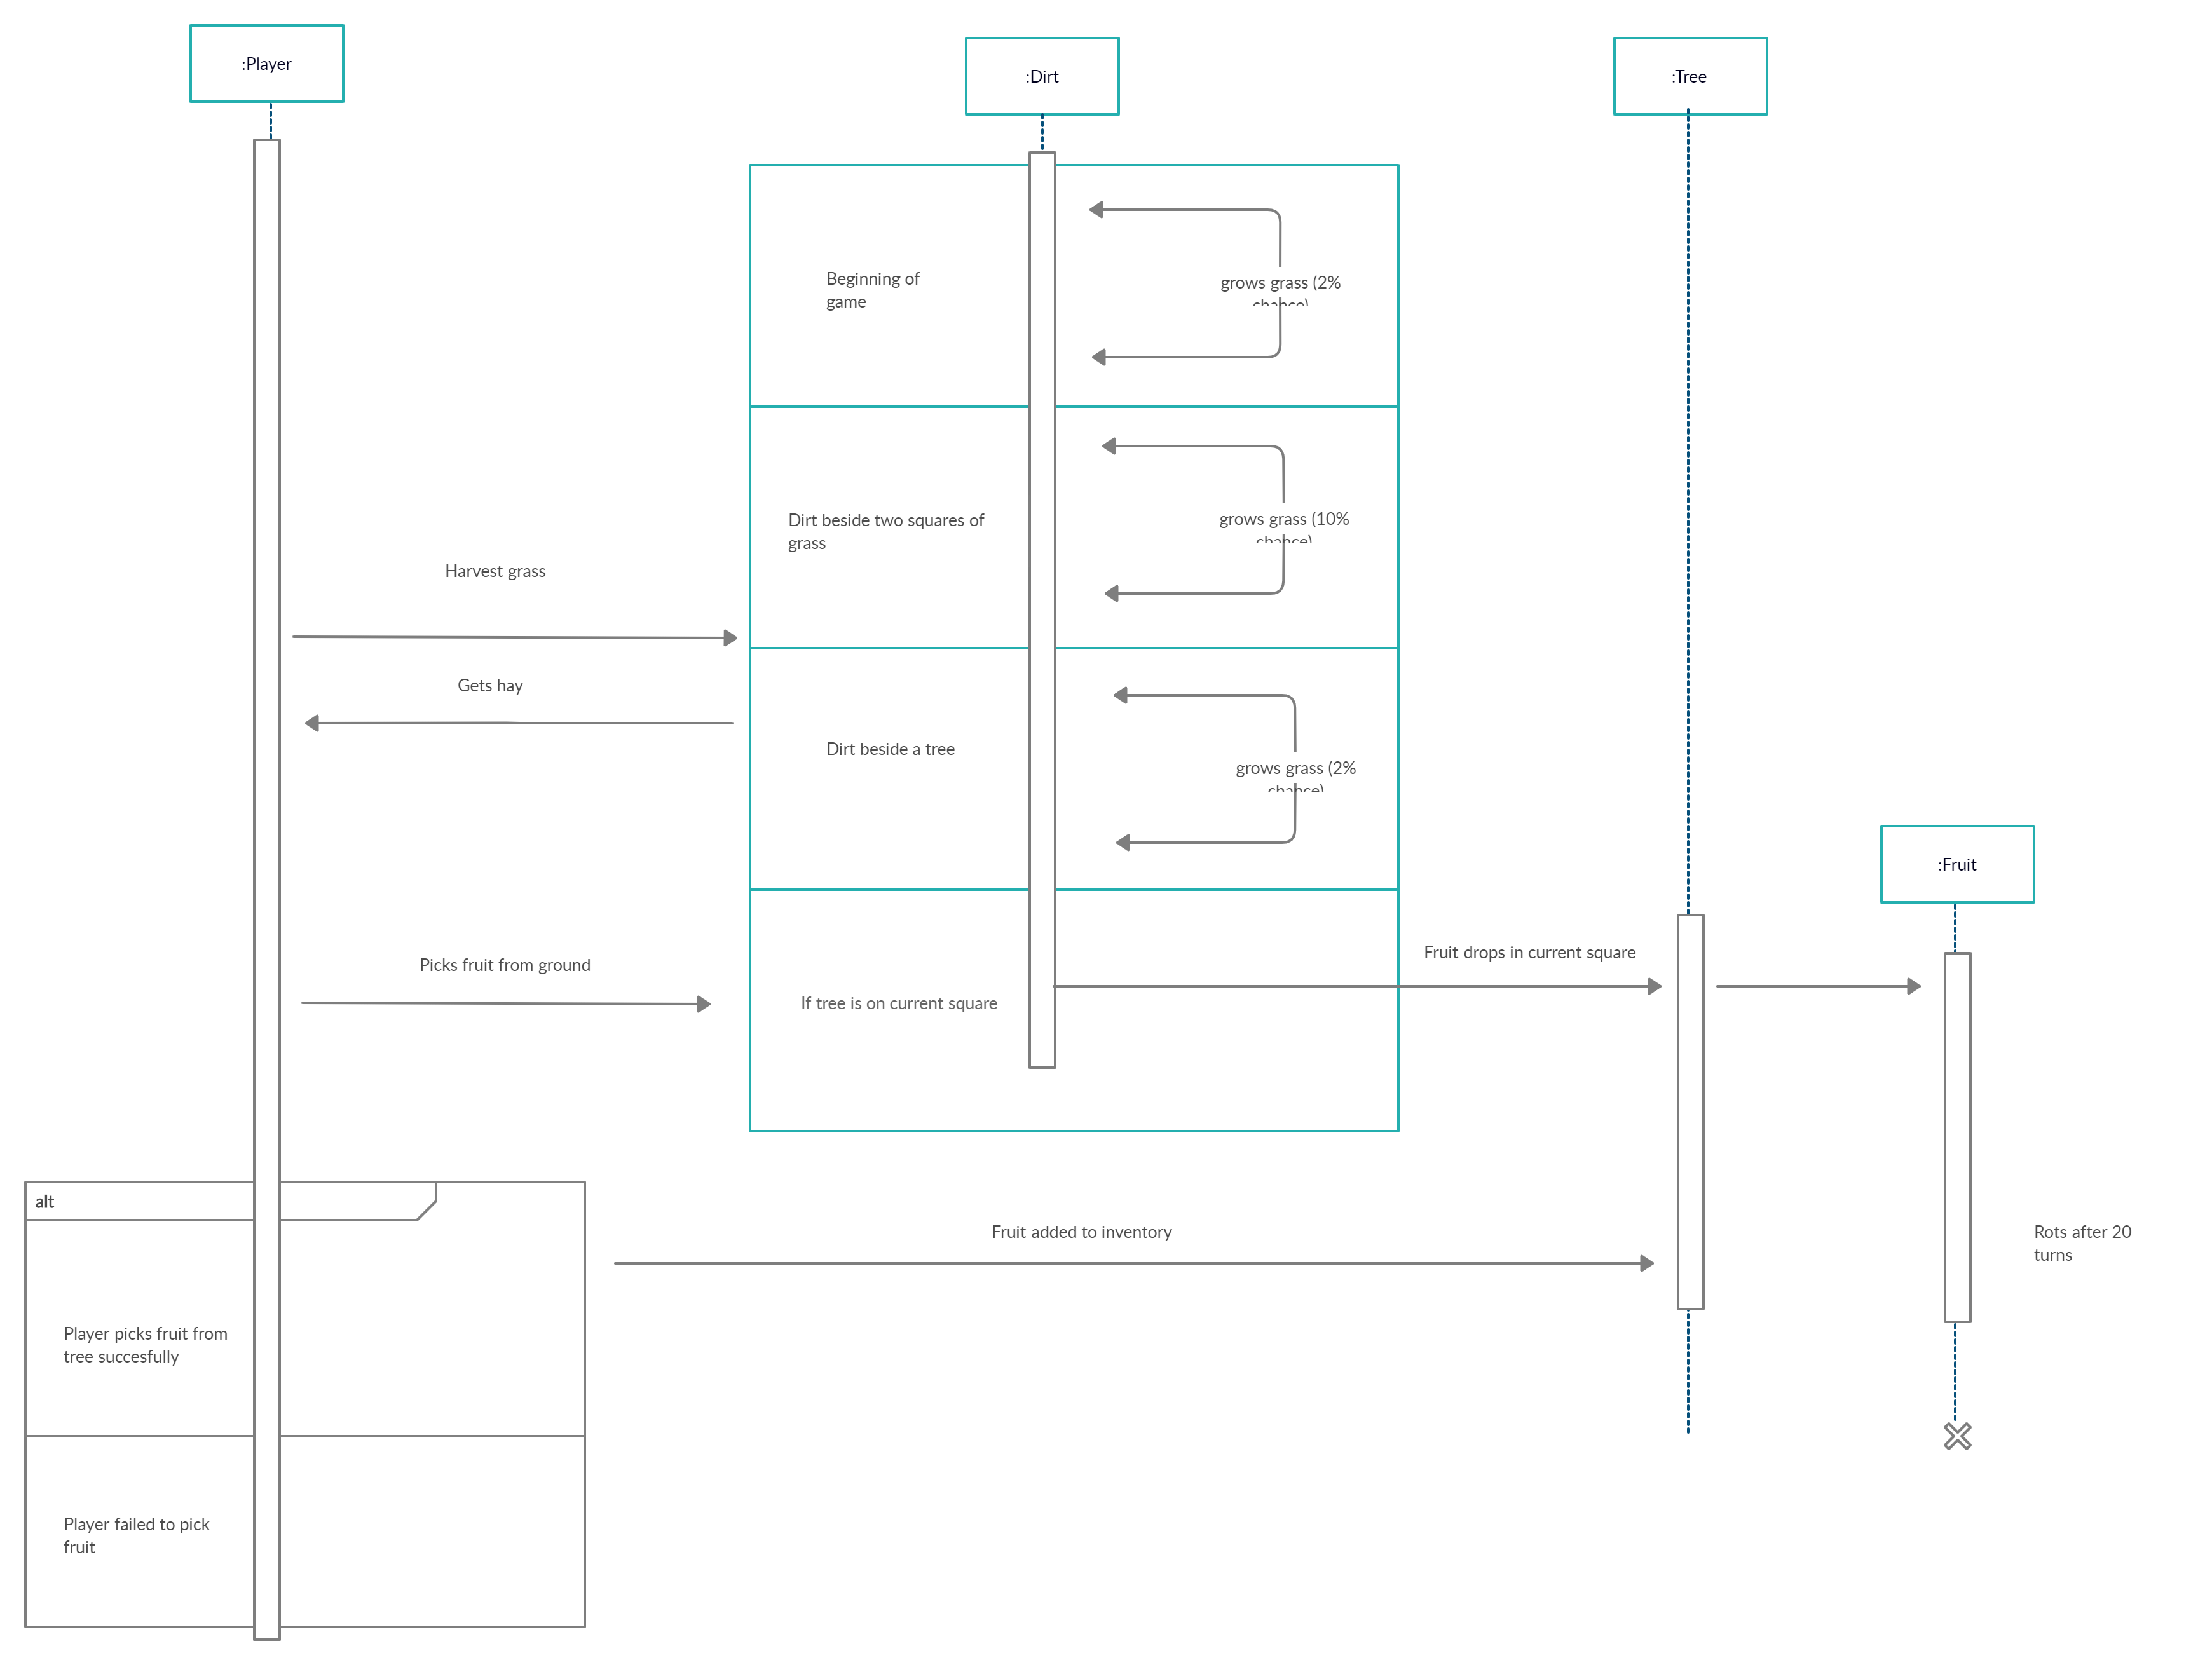 :Player
:Dirt
:Tree
Beginning of
game
grows grass (2%
chance)
Dirt beside two squares of
grass
grows grass (10%
chance)
Harvest grass
Gets hay
Dirt beside a tree
grows grass (2%
chance)
:Fruit
Picks fruit from ground
If tree is on current square
Fruit drops in current square
alt
Fruit added to inventory
Rots after 20
turns
Player picks fruit from
tree succesfully
Player failed to pick
fruit